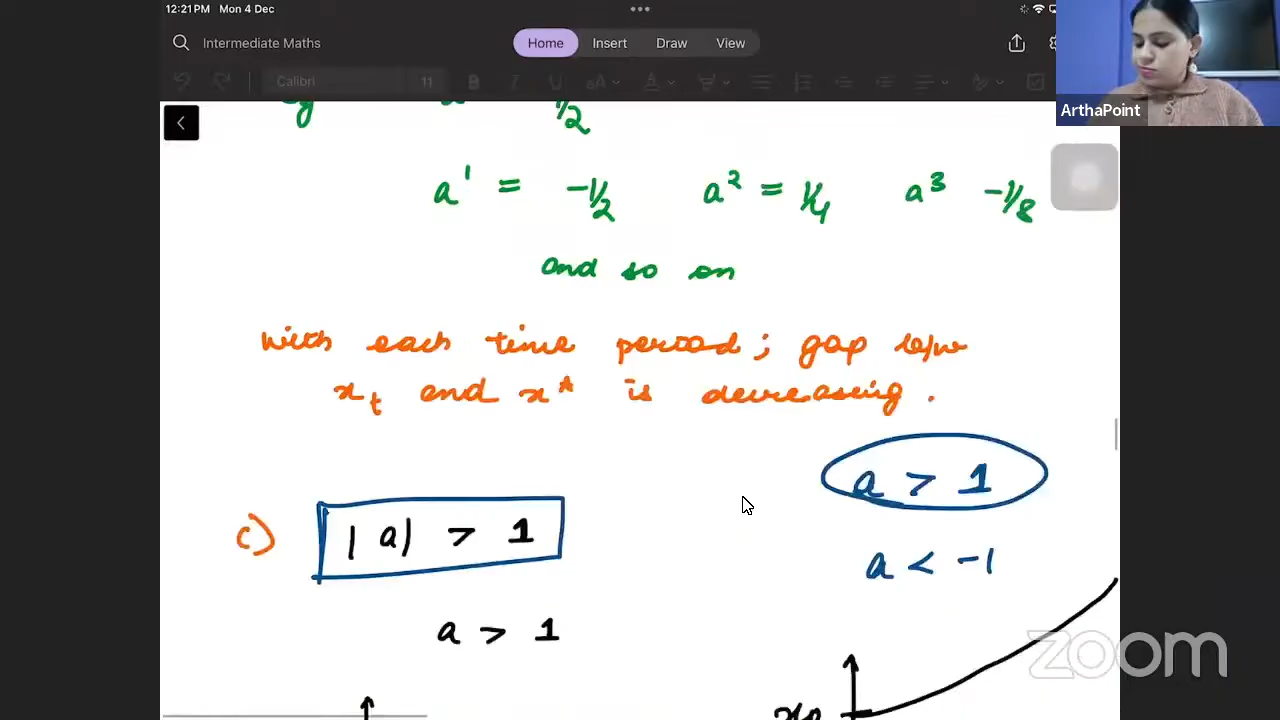 12:21 PM Mon 4 Dec
Intermediate Maths
Home Insert Draw View
Calibri 11
ArthaPoint
a¹ = -1/2 a² = 1/4 a³ -1/8
and so on
with each time period; gap b/w
xₜ and x* is decreasing.
a > 1
c) |a| > 1
a < -1
a > 1
zoom